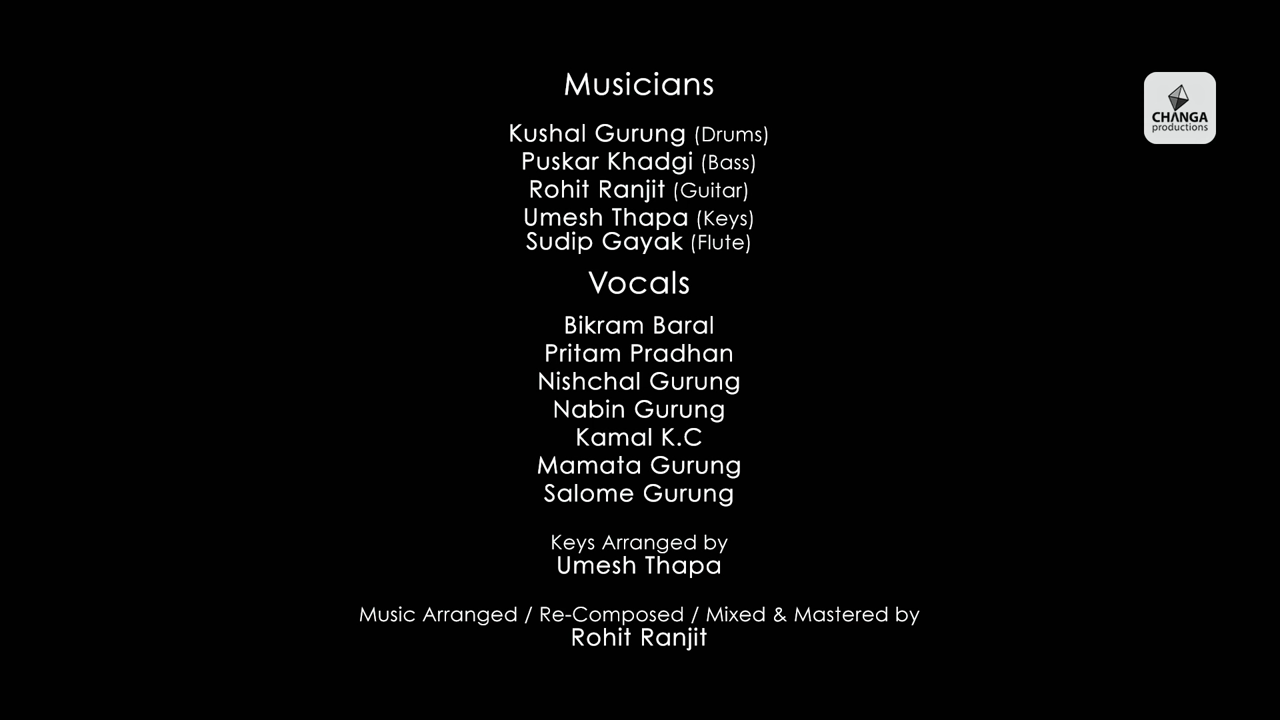 Musicians
Kushal Gurung (Drums)
Puskar Khadgi (Bass)
Rohit Ranjit (Guitar)
Umesh Thapa (Keys)
Sudip Gayak (Flute)
Vocals
Bikram Baral
Pritam Pradhan
Nishchal Gurung
Nabin Gurung
Kamal K.C
Mamata Gurung
Salome Gurung
Keys Arranged by
Umesh Thapa
Music Arranged / Re-Composed / Mixed & Mastered by
Rohit Ranjit
CHANGA
productions